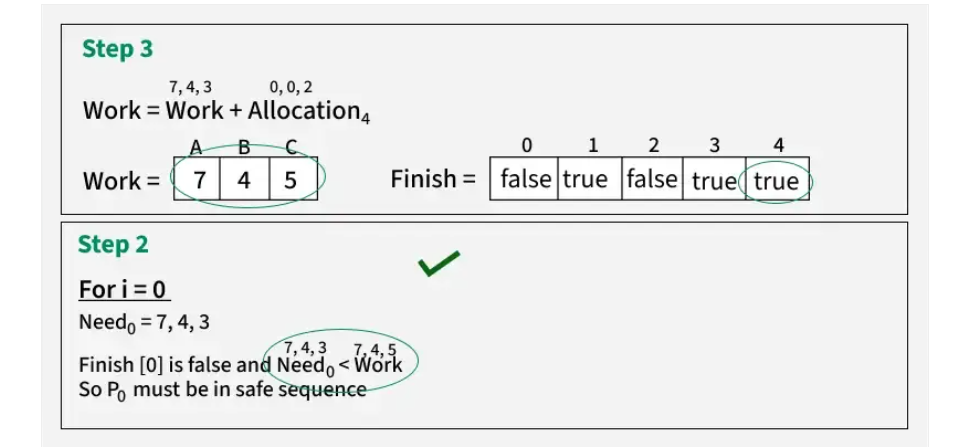 Step 3
7, 4, 3 0, 0, 2
Work = Work + Allocation₄
A B C
0 1 2 3 4
Work = 7 4 5 Finish = false true false true true
Step 2
For i = 0
Need₀ = 7, 4, 3
7, 4, 3 7, 4, 5
Finish [0] is false and Need₀ < Work
So P₀ must be in safe sequence